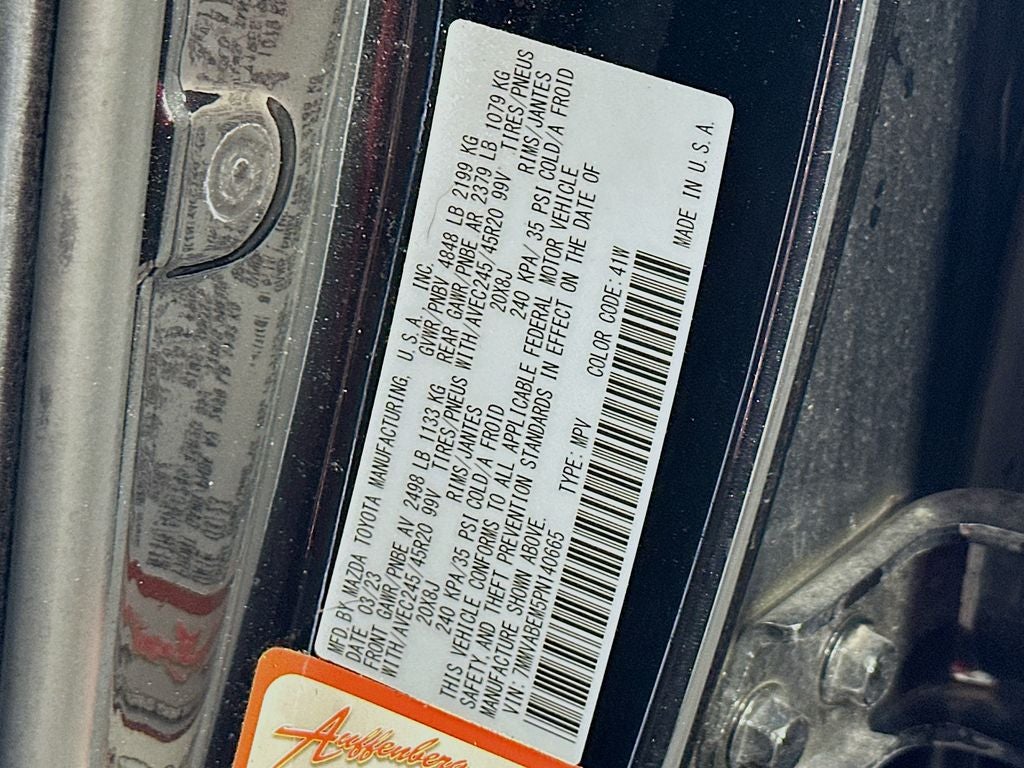 MFD. BY MAZDA TOYOTA MANUFACTURING, U. S. A. INC.
DATE 03/23 GVWR/PNBV 4848 LB 2199 KG
FRONT GAWR/PNBE AV 2498 LB 1133 KG REAR GAWR/PNBE AR 2379 LB 1079 KG
WITH/AVEC245/45R20 99V TIRES/PNEUS WITH/AVEC245/45R20 99V TIRES/PNEUS
20X8J RIMS/JANTES 20X8J RIMS/JANTES
240 KPA/35 PSI COLD/A FROID 240 KPA/ 35 PSI COLD/A FROID
THIS VEHICLE CONFORMS TO ALL APPLICABLE FEDERAL MOTOR VEHICLE
SAFETY AND THEFT PREVENTION STANDARDS IN EFFECT ON THE DATE OF
MANUFACTURE SHOWN ABOVE.
VIN: 7MMVABEM5PN140665 TYPE: MPV COLOR CODE: 41W
MADE IN U. S. A.
Auffenberg